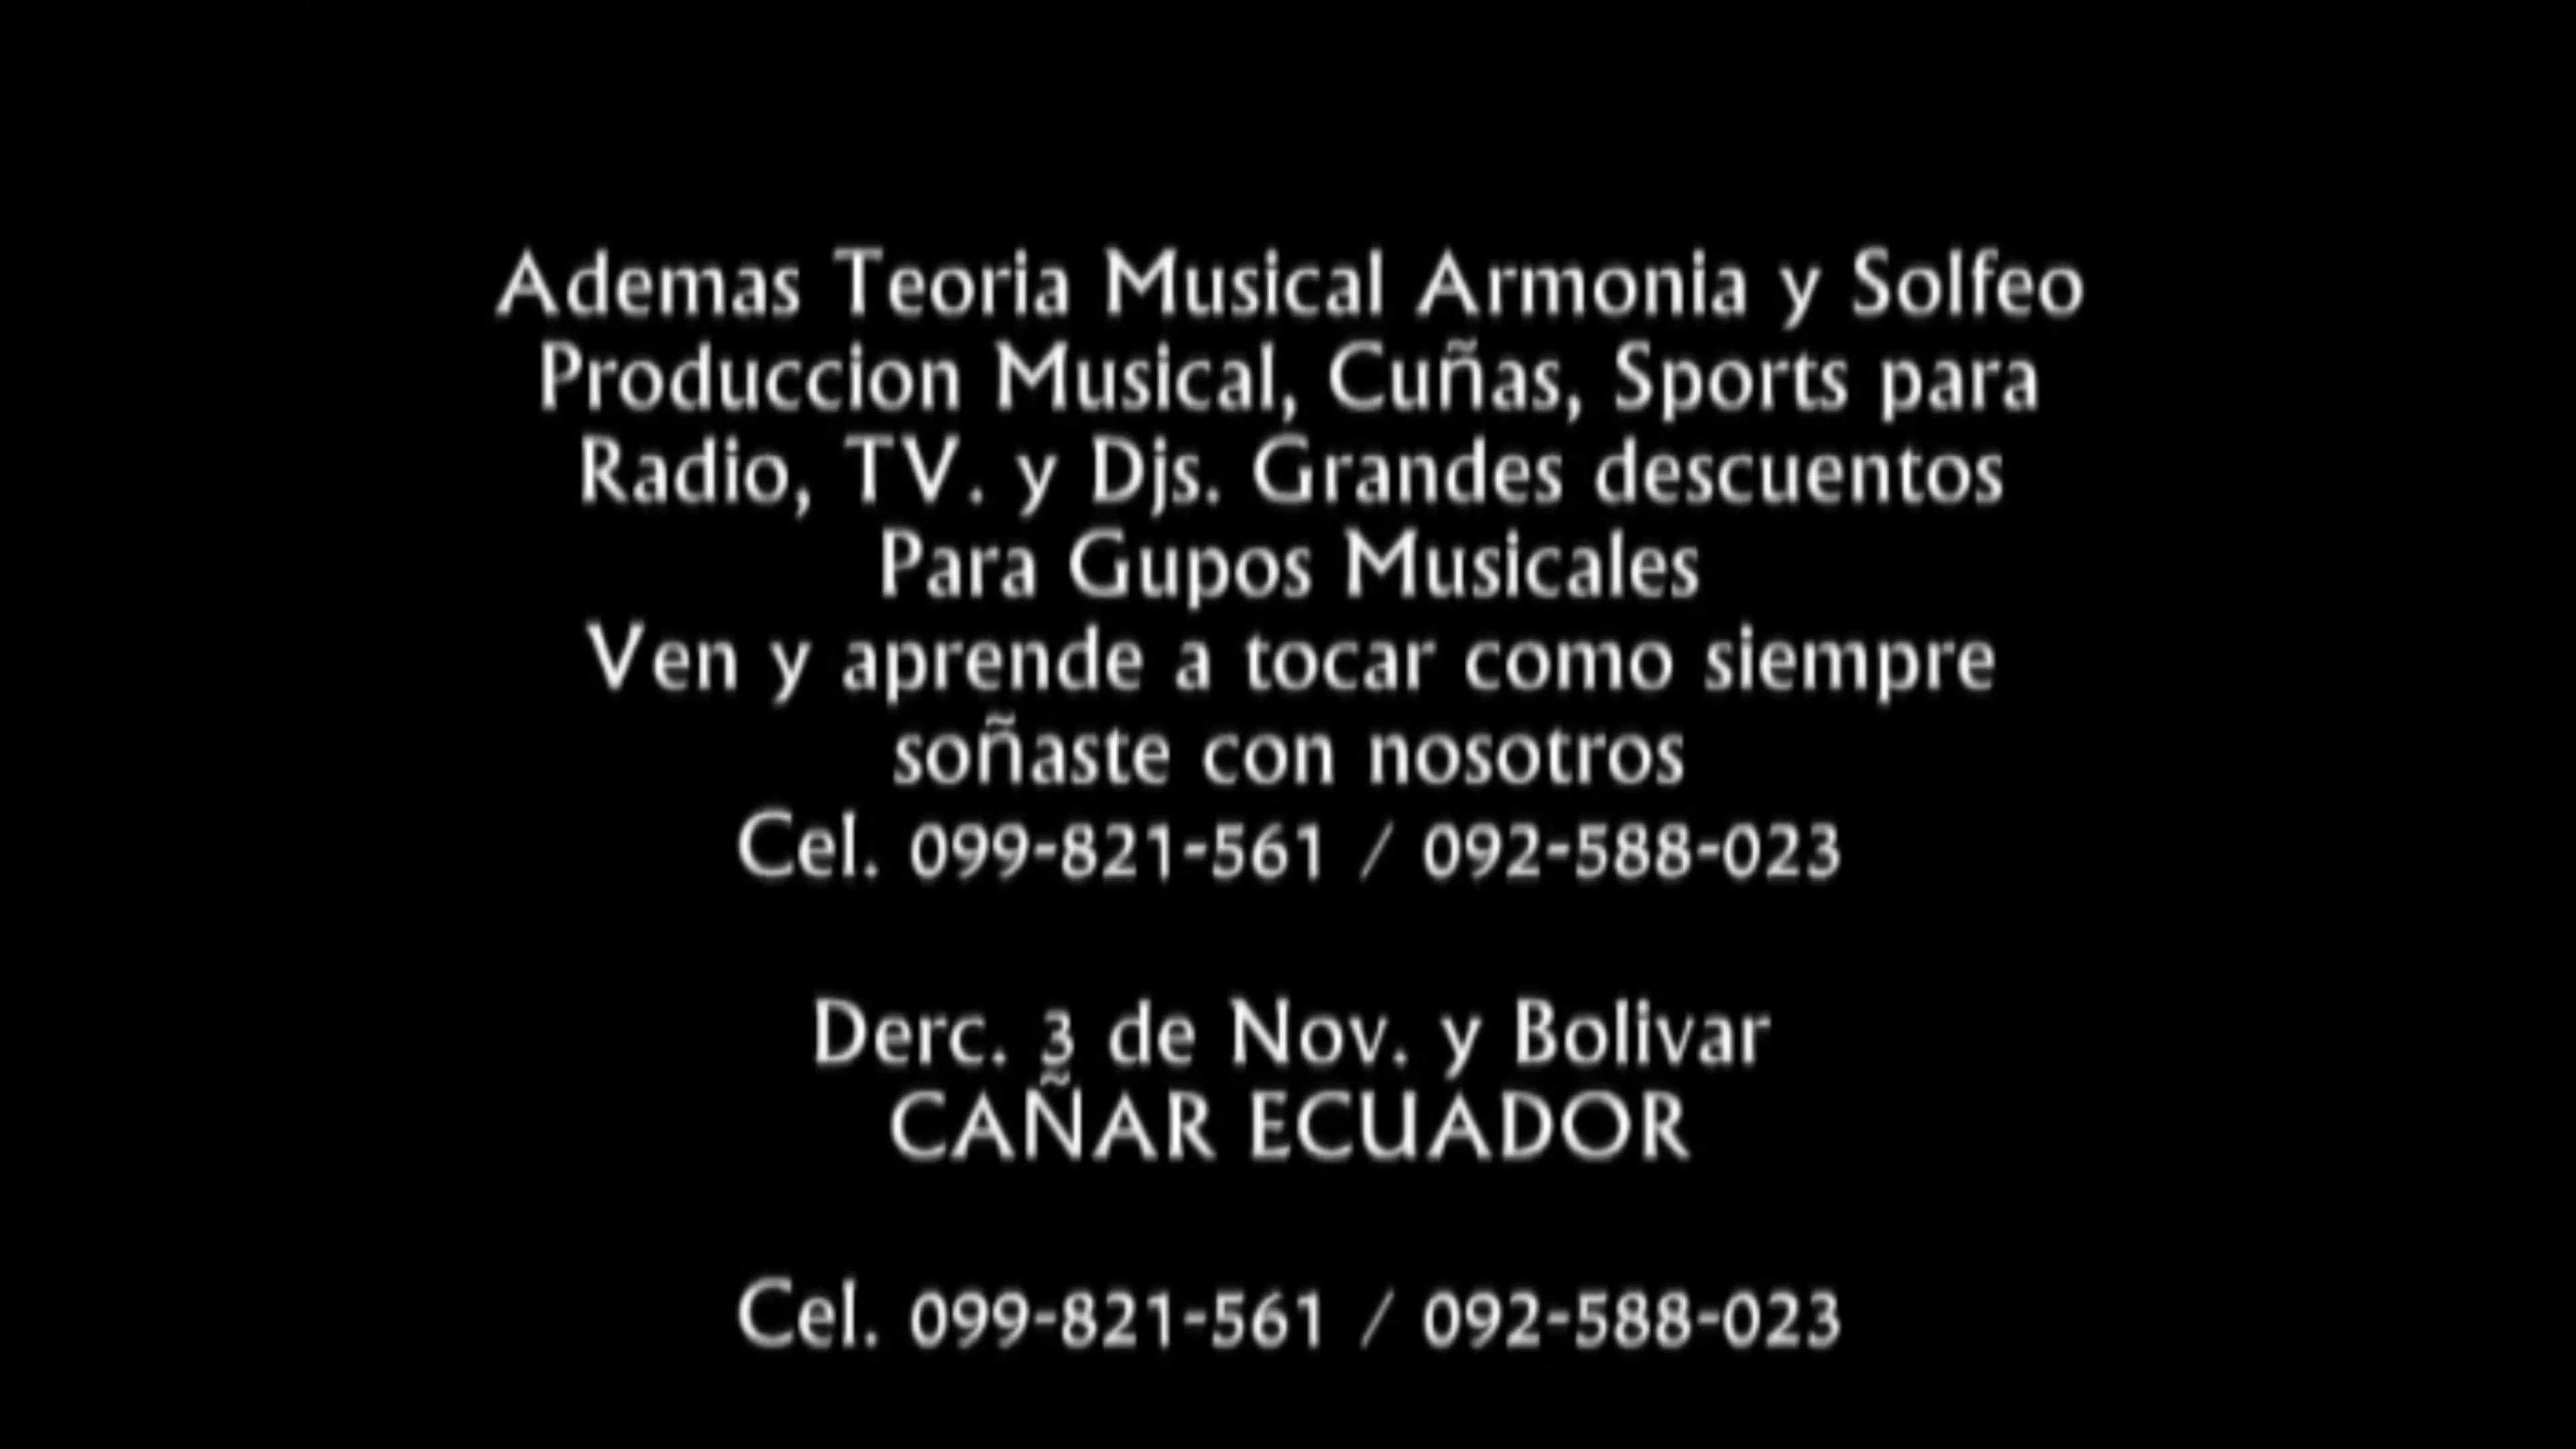 Ademas Teoria Musical Armonia y Solfeo
Produccion Musical, Cuñas, Sports para
Radio, TV. y Djs. Grandes descuentos
Para Gupos Musicales
Ven y aprende a tocar como siempre
soñaste con nosotros
Cel. 099-821-561 / 092-588-023
Derc. 3 de Nov. y Bolivar
CAÑAR ECUADOR
Cel. 099-821-561 / 092-588-023